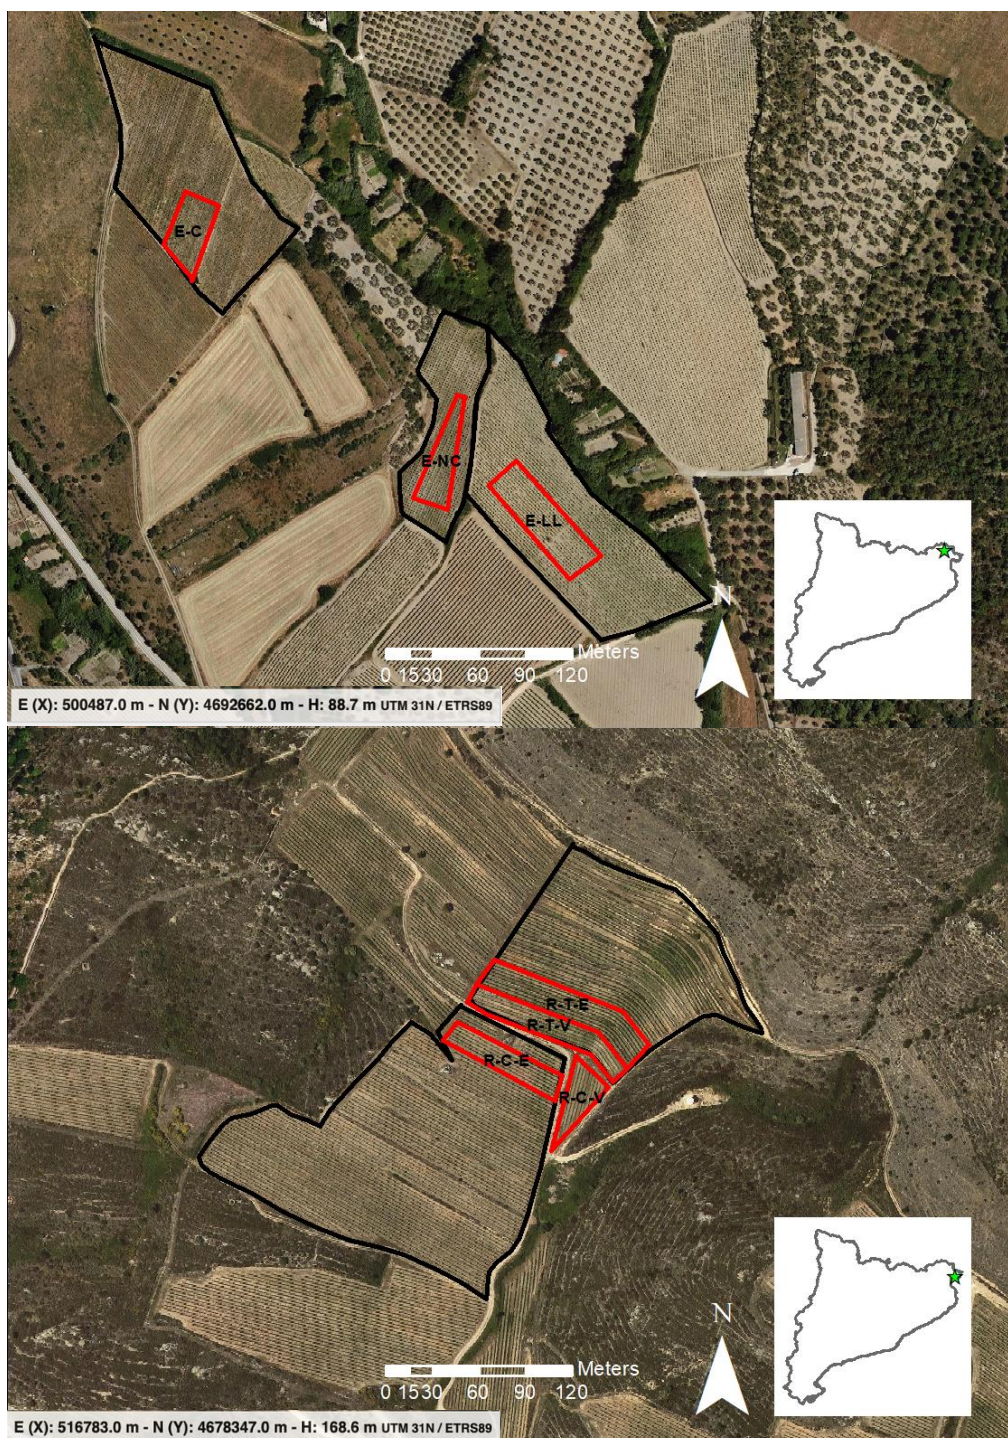 E-C
E-NC
E-LL
N
Meters
0 15 30 60 90 120
E (X): 500487.0 m - N (Y): 4692662.0 m - H: 88.7 m UTM 31N / ETRS89
R-T-E
R-T-V
R-C-E
R-C-V
N
Meters
0 15 30 60 90 120
E (X): 516783.0 m - N (Y): 4678347.0 m - H: 168.6 m UTM 31N / ETRS89